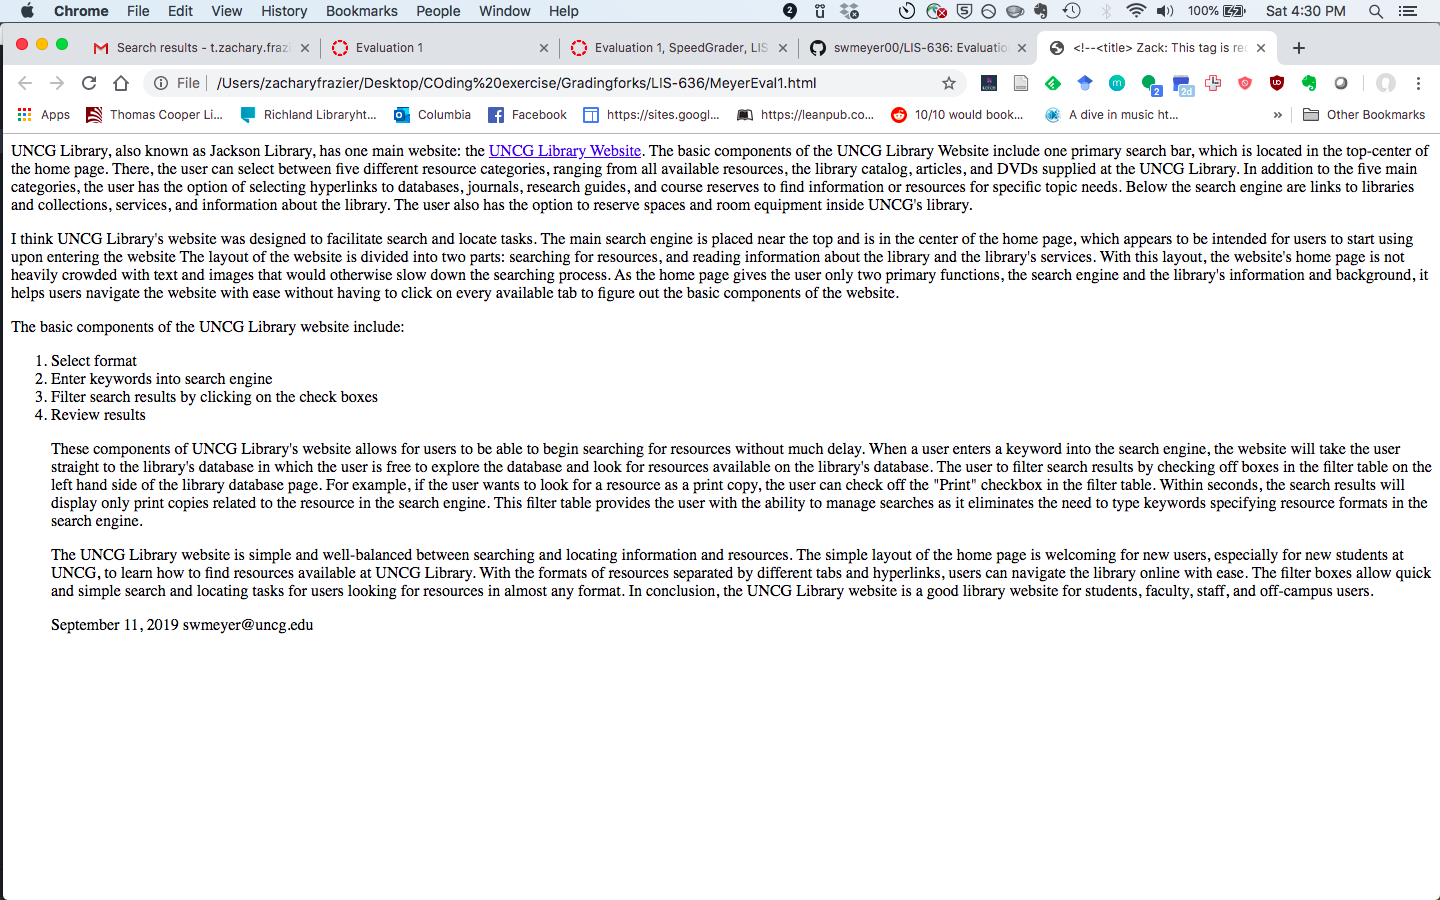 Chrome File Edit View History Bookmarks People Window Help 2 ü 5 100% Sat 4:30 PM
Search results - t.zachary.frazi Evaluation 1 Evaluation 1, SpeedGrader, LIS swmeyer00/LIS-636: Evaluatio <!--<title> Zack: This tag is rec
File /Users/zacharyfrazier/Desktop/COding%20exercise/Gradingforks/LIS-636/MeyerEval1.html m 2 2d
Apps Thomas Cooper Li... Richland Libraryht... Columbia Facebook https://sites.googl... https://leanpub.co... 10/10 would book... A dive in music ht... » Other Bookmarks
UNCG Library, also known as Jackson Library, has one main website: the UNCG Library Website. The basic components of the UNCG Library Website include one primary search bar, which is located in the top-center of
the home page. There, the user can select between five different resource categories, ranging from all available resources, the library catalog, articles, and DVDs supplied at the UNCG Library. In addition to the five main
categories, the user has the option of selecting hyperlinks to databases, journals, research guides, and course reserves to find information or resources for specific topic needs. Below the search engine are links to libraries
and collections, services, and information about the library. The user also has the option to reserve spaces and room equipment inside UNCG's library.
I think UNCG Library's website was designed to facilitate search and locate tasks. The main search engine is placed near the top and is in the center of the home page, which appears to be intended for users to start using
upon entering the website The layout of the website is divided into two parts: searching for resources, and reading information about the library and the library's services. With this layout, the website's home page is not
heavily crowded with text and images that would otherwise slow down the searching process. As the home page gives the user only two primary functions, the search engine and the library's information and background, it
helps users navigate the website with ease without having to click on every available tab to figure out the basic components of the website.
The basic components of the UNCG Library website include:
1. Select format
2. Enter keywords into search engine
3. Filter search results by clicking on the check boxes
4. Review results
These components of UNCG Library's website allows for users to be able to begin searching for resources without much delay. When a user enters a keyword into the search engine, the website will take the user
straight to the library's database in which the user is free to explore the database and look for resources available on the library's database. The user to filter search results by checking off boxes in the filter table on the
left hand side of the library database page. For example, if the user wants to look for a resource as a print copy, the user can check off the "Print" checkbox in the filter table. Within seconds, the search results will
display only print copies related to the resource in the search engine. This filter table provides the user with the ability to manage searches as it eliminates the need to type keywords specifying resource formats in the
search engine.
The UNCG Library website is simple and well-balanced between searching and locating information and resources. The simple layout of the home page is welcoming for new users, especially for new students at
UNCG, to learn how to find resources available at UNCG Library. With the formats of resources separated by different tabs and hyperlinks, users can navigate the library online with ease. The filter boxes allow quick
and simple search and locating tasks for users looking for resources in almost any format. In conclusion, the UNCG Library website is a good library website for students, faculty, staff, and off-campus users.
September 11, 2019 swmeyer@uncg.edu